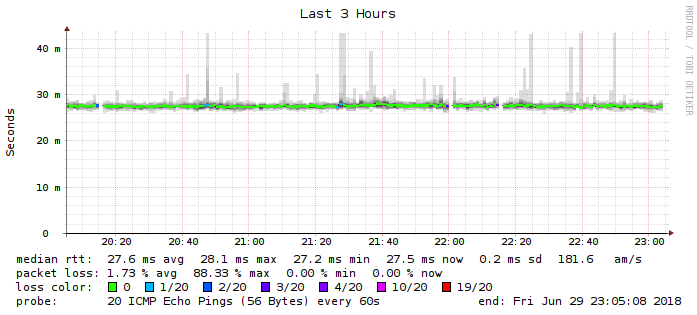 Last 3 Hours
RRDTOOL / TOBI OETIKER
Seconds
40 m
30 m
20 m
10 m
0
20:20 20:40 21:00 21:20 21:40 22:00 22:20 22:40 23:00
median rtt: 27.6 ms avg 28.1 ms max 27.2 ms min 27.5 ms now 0.2 ms sd 181.6 am/s
packet loss: 1.73 % avg 88.33 % max 0.00 % min 0.00 % now
loss color: 0 1/20 2/20 3/20 4/20 10/20 19/20
probe: 20 ICMP Echo Pings (56 Bytes) every 60s end: Fri Jun 29 23:05:08 2018